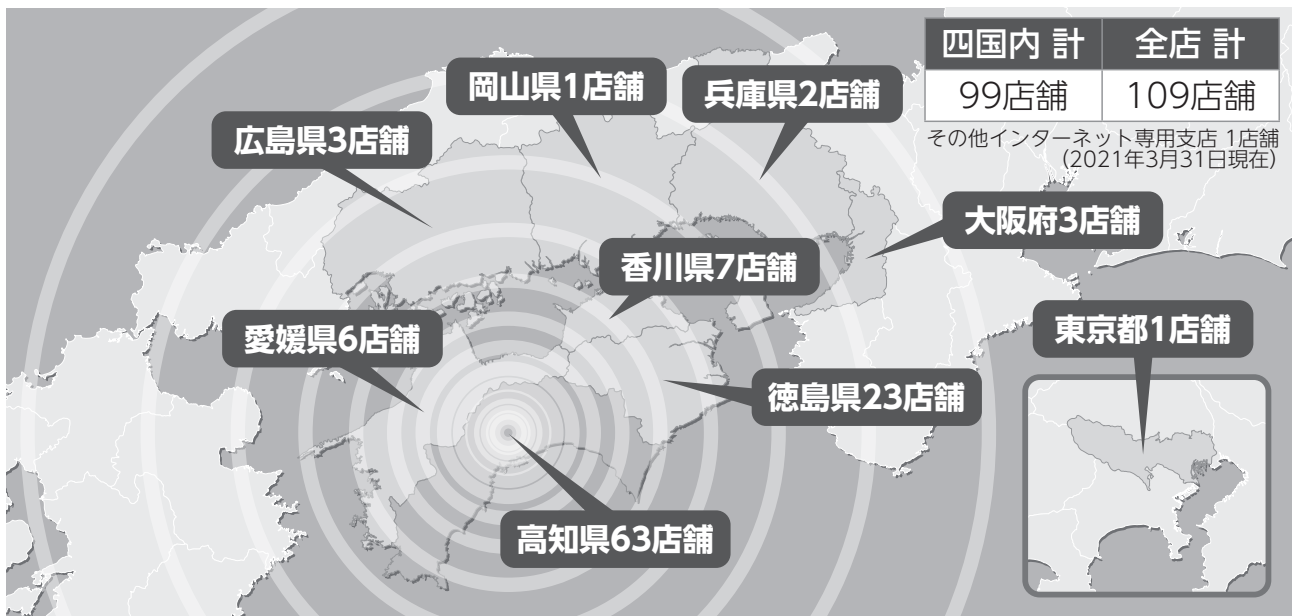 四国内 計 全店 計
99店舗 109店舗
その他インターネット専用支店 1店舗
(2021年3月31日現在)
岡山県1店舗
兵庫県2店舗
広島県3店舗
大阪府3店舗
香川県7店舗
愛媛県6店舗
東京都1店舗
徳島県23店舗
高知県63店舗